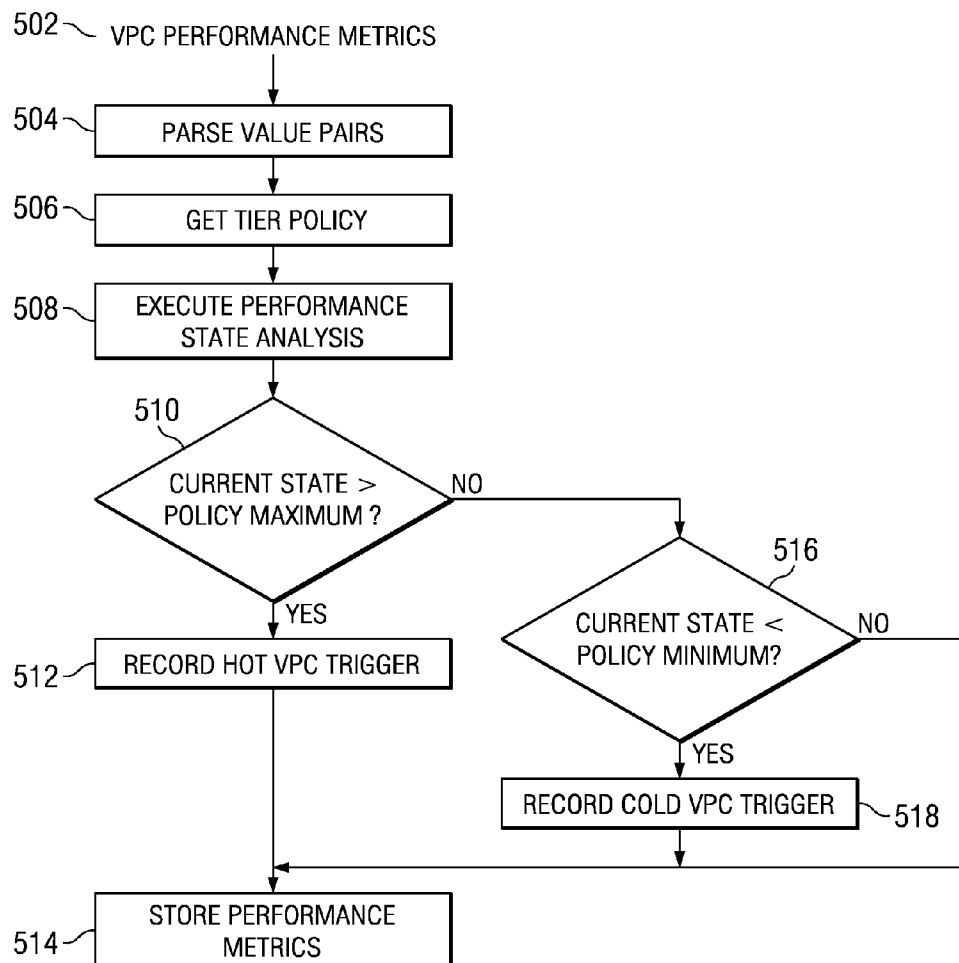 502
VPC PERFORMANCE METRICS
504
PARSE VALUE PAIRS
506
GET TIER POLICY
508
EXECUTE PERFORMANCE
STATE ANALYSIS
510
CURRENT STATE >
POLICY MAXIMUM ?
NO
YES
516
CURRENT STATE <
POLICY MINIMUM?
NO
YES
512
RECORD HOT VPC TRIGGER
RECORD COLD VPC TRIGGER
518
514
STORE PERFORMANCE
METRICS